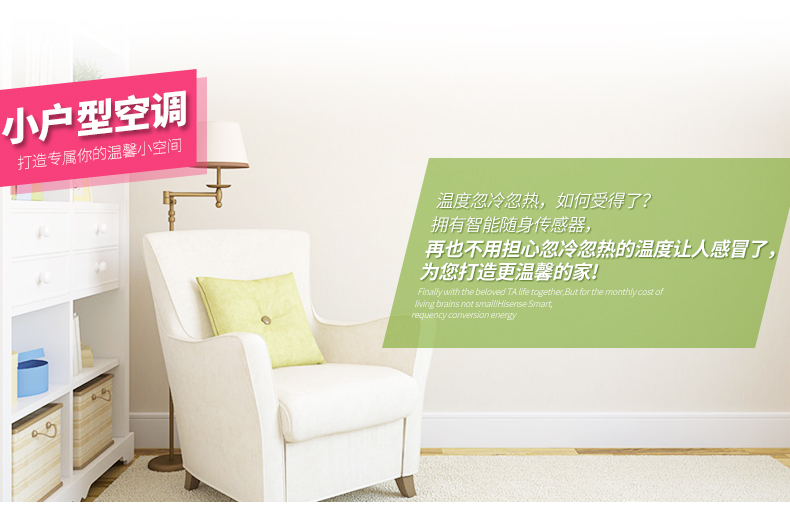 小户型空调
打造专属你的温馨小空间
温度忽冷忽热，如何受得了？
拥有智能随身传感器，
再也不用担心忽冷忽热的温度让人感冒了，
为您打造更温馨的家!
Finally with the beloved TA life together,But for the monthly cost of
living brains not small!Hisense Smart,
requency conversion energy